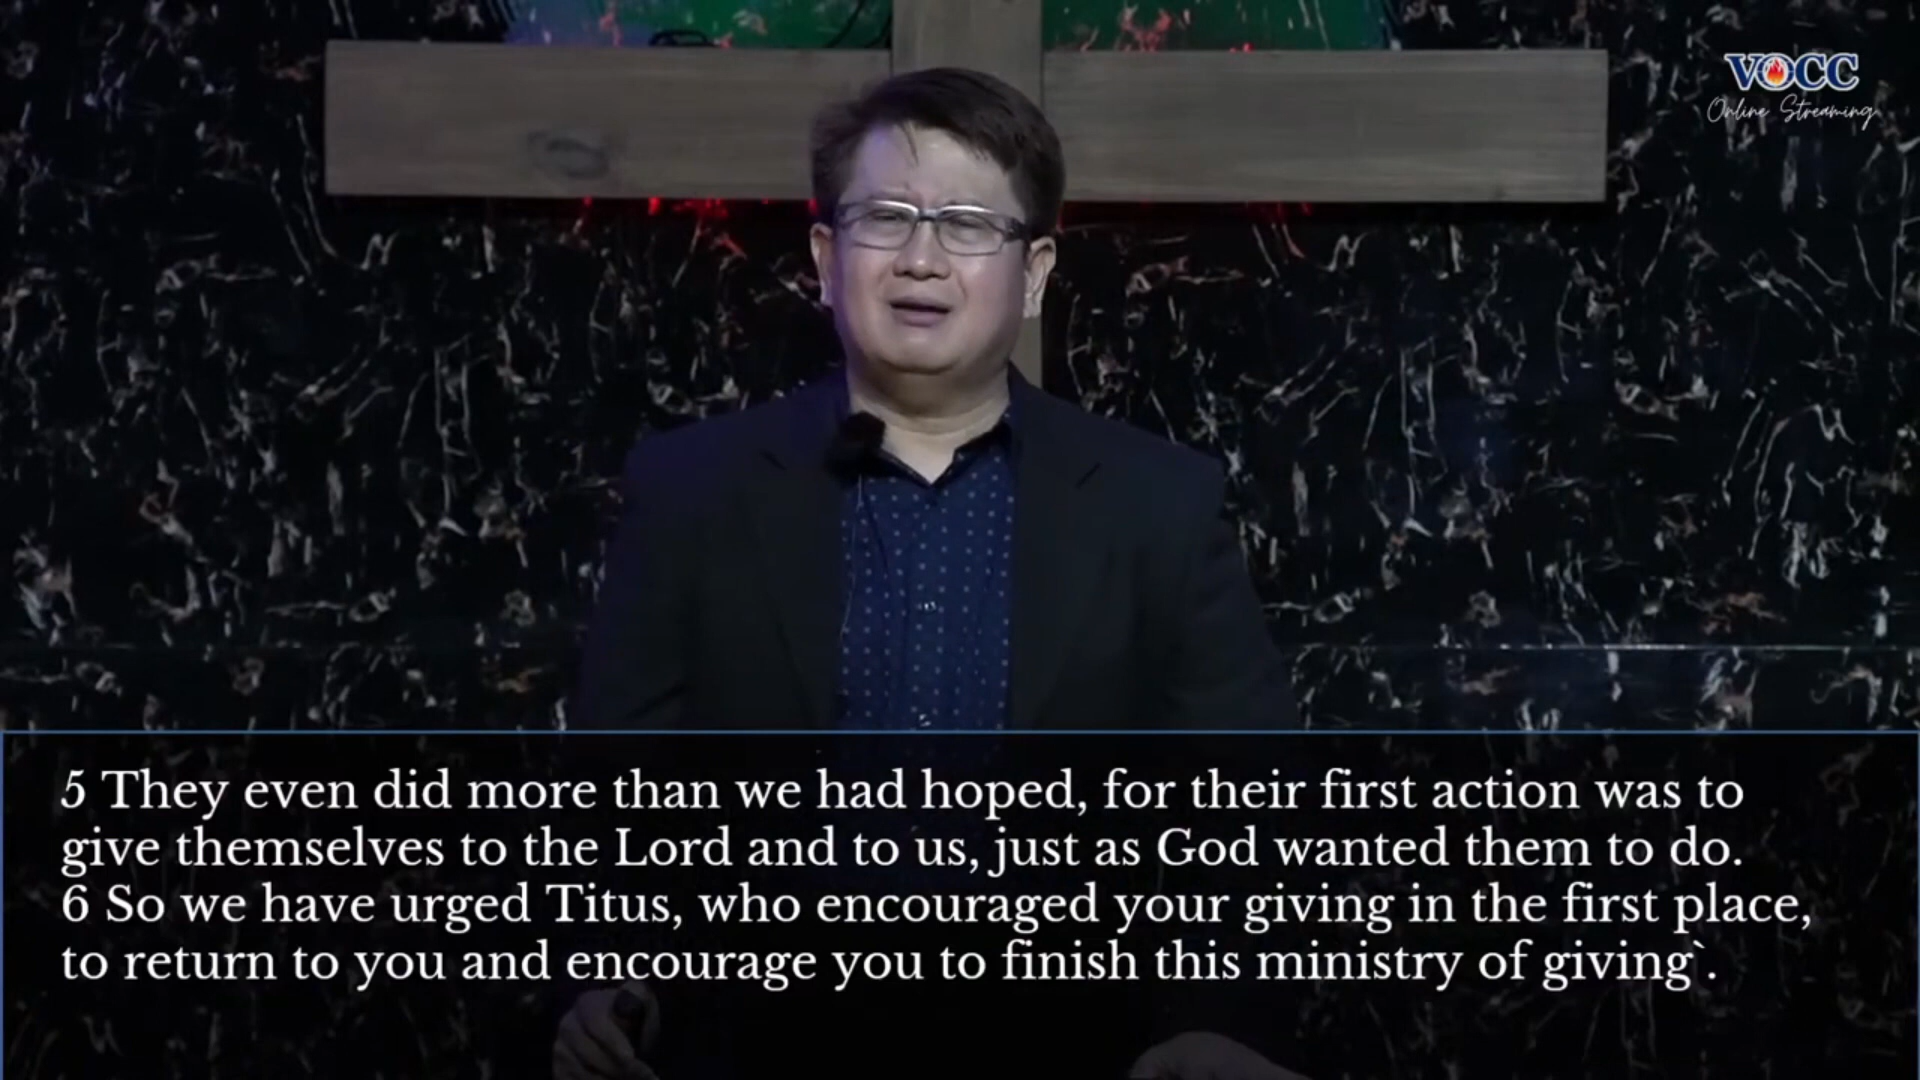 VOCC
Online Streaming
5 They even did more than we had hoped, for their first action was to
give themselves to the Lord and to us, just as God wanted them to do.
6 So we have urged Titus, who encouraged your giving in the first place,
to return to you and encourage you to finish this ministry of giving`.